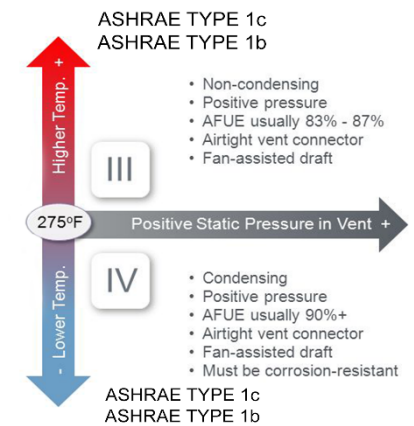 ASHRAE TYPE 1c
ASHRAE TYPE 1b
Higher Temp. +
III
• Non-condensing
• Positive pressure
• AFUE usually 83% - 87%
• Airtight vent connector
• Fan-assisted draft
275ºF
Positive Static Pressure in Vent +
- Lower Temp.
IV
• Condensing
• Positive pressure
• AFUE usually 90%+
• Airtight vent connector
• Fan-assisted draft
• Must be corrosion-resistant
ASHRAE TYPE 1c
ASHRAE TYPE 1b